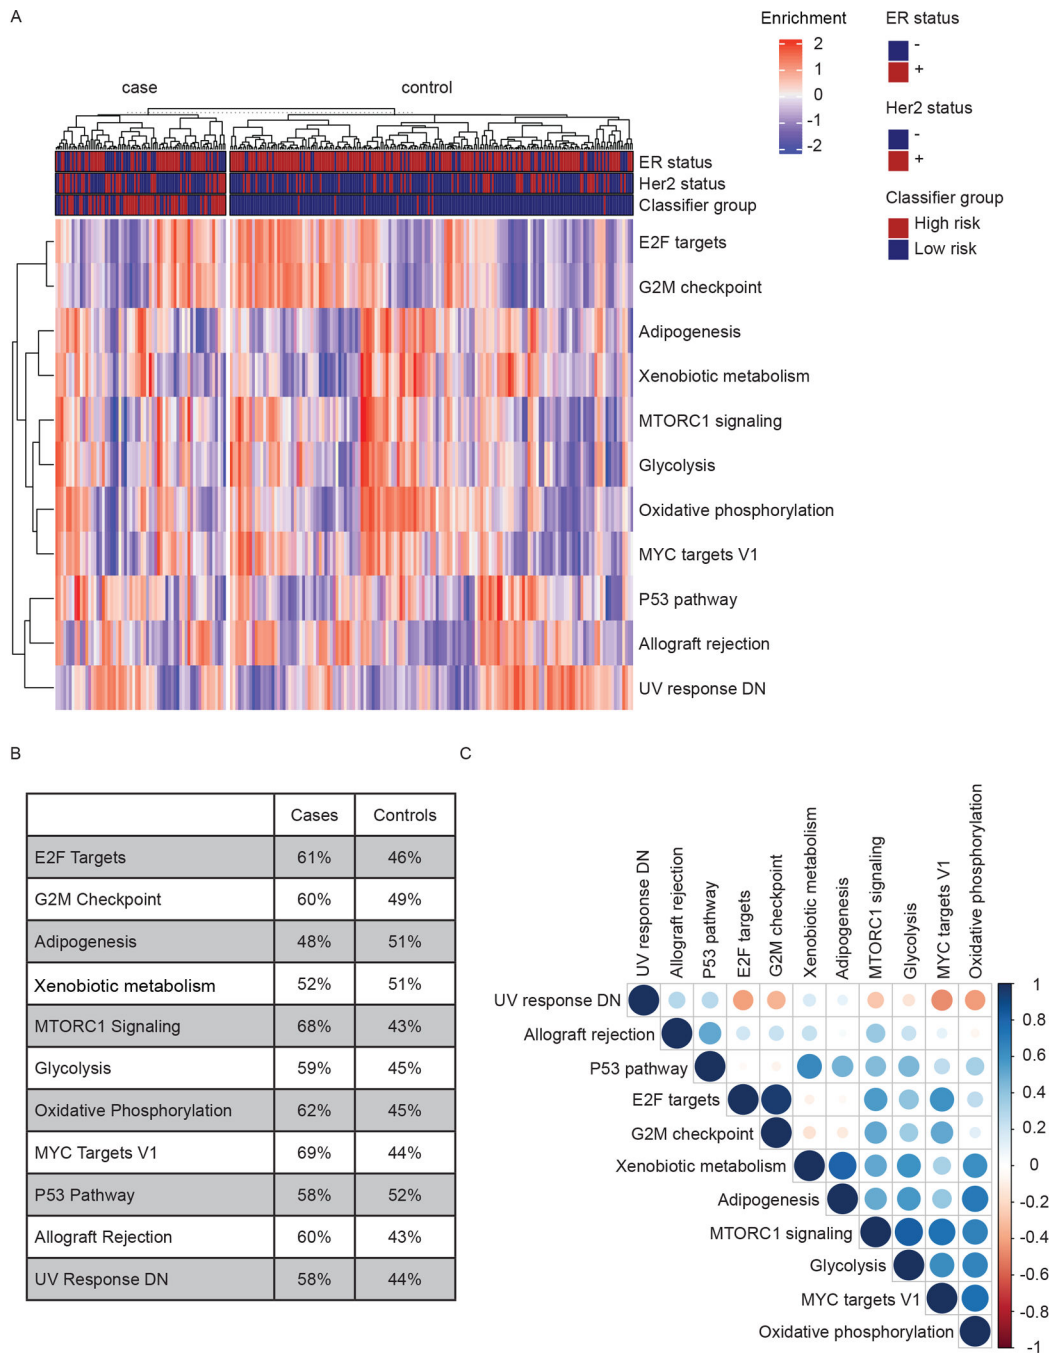 A
Enrichment
2
1
0
-1
-2
ER status
-
+
Her2 status
-
+
Classifier group
High risk
Low risk
case
control
ER status
Her2 status
Classifier group
E2F targets
G2M checkpoint
Adipogenesis
Xenobiotic metabolism
MTORC1 signaling
Glycolysis
Oxidative phosphorylation
MYC targets V1
P53 pathway
Allograft rejection
UV response DN
B
Cases Controls
E2F Targets 61% 46%
G2M Checkpoint 60% 49%
Adipogenesis 48% 51%
Xenobiotic metabolism 52% 51%
MTORC1 Signaling 68% 43%
Glycolysis 59% 45%
Oxidative Phosphorylation 62% 45%
MYC Targets V1 69% 44%
P53 Pathway 58% 52%
Allograft Rejection 60% 43%
UV Response DN 58% 44%
C
UV response DN
Allograft rejection
P53 pathway
E2F targets
G2M checkpoint
Xenobiotic metabolism
Adipogenesis
MTORC1 signaling
Glycolysis
MYC targets V1
Oxidative phosphorylation
UV response DN
Allograft rejection
P53 pathway
E2F targets
G2M checkpoint
Xenobiotic metabolism
Adipogenesis
MTORC1 signaling
Glycolysis
MYC targets V1
Oxidative phosphorylation
1
0.8
0.6
0.4
0.2
0
-0.2
-0.4
-0.6
-0.8
-1